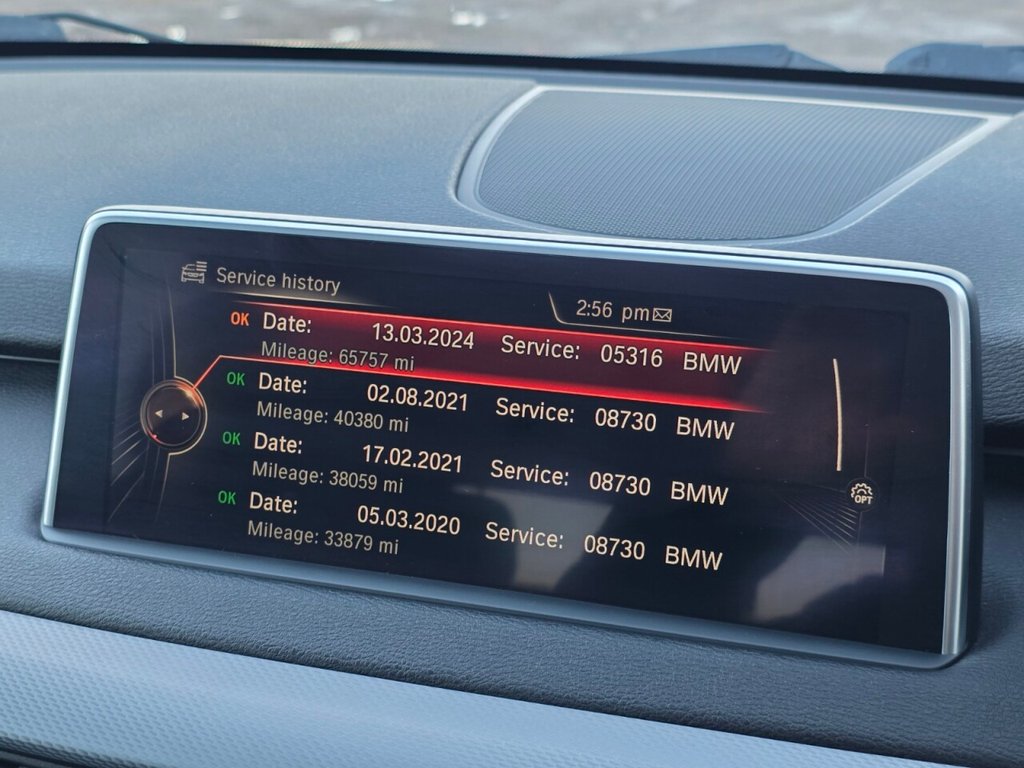 Service history
2:56 pm
OK Date: 13.03.2024 Service: 05316 BMW
Mileage: 65757 mi
OK Date: 02.08.2021 Service: 08730 BMW
Mileage: 40380 mi
OK Date: 17.02.2021 Service: 08730 BMW
Mileage: 38059 mi
OPT
OK Date: 05.03.2020 Service: 08730 BMW
Mileage: 33879 mi